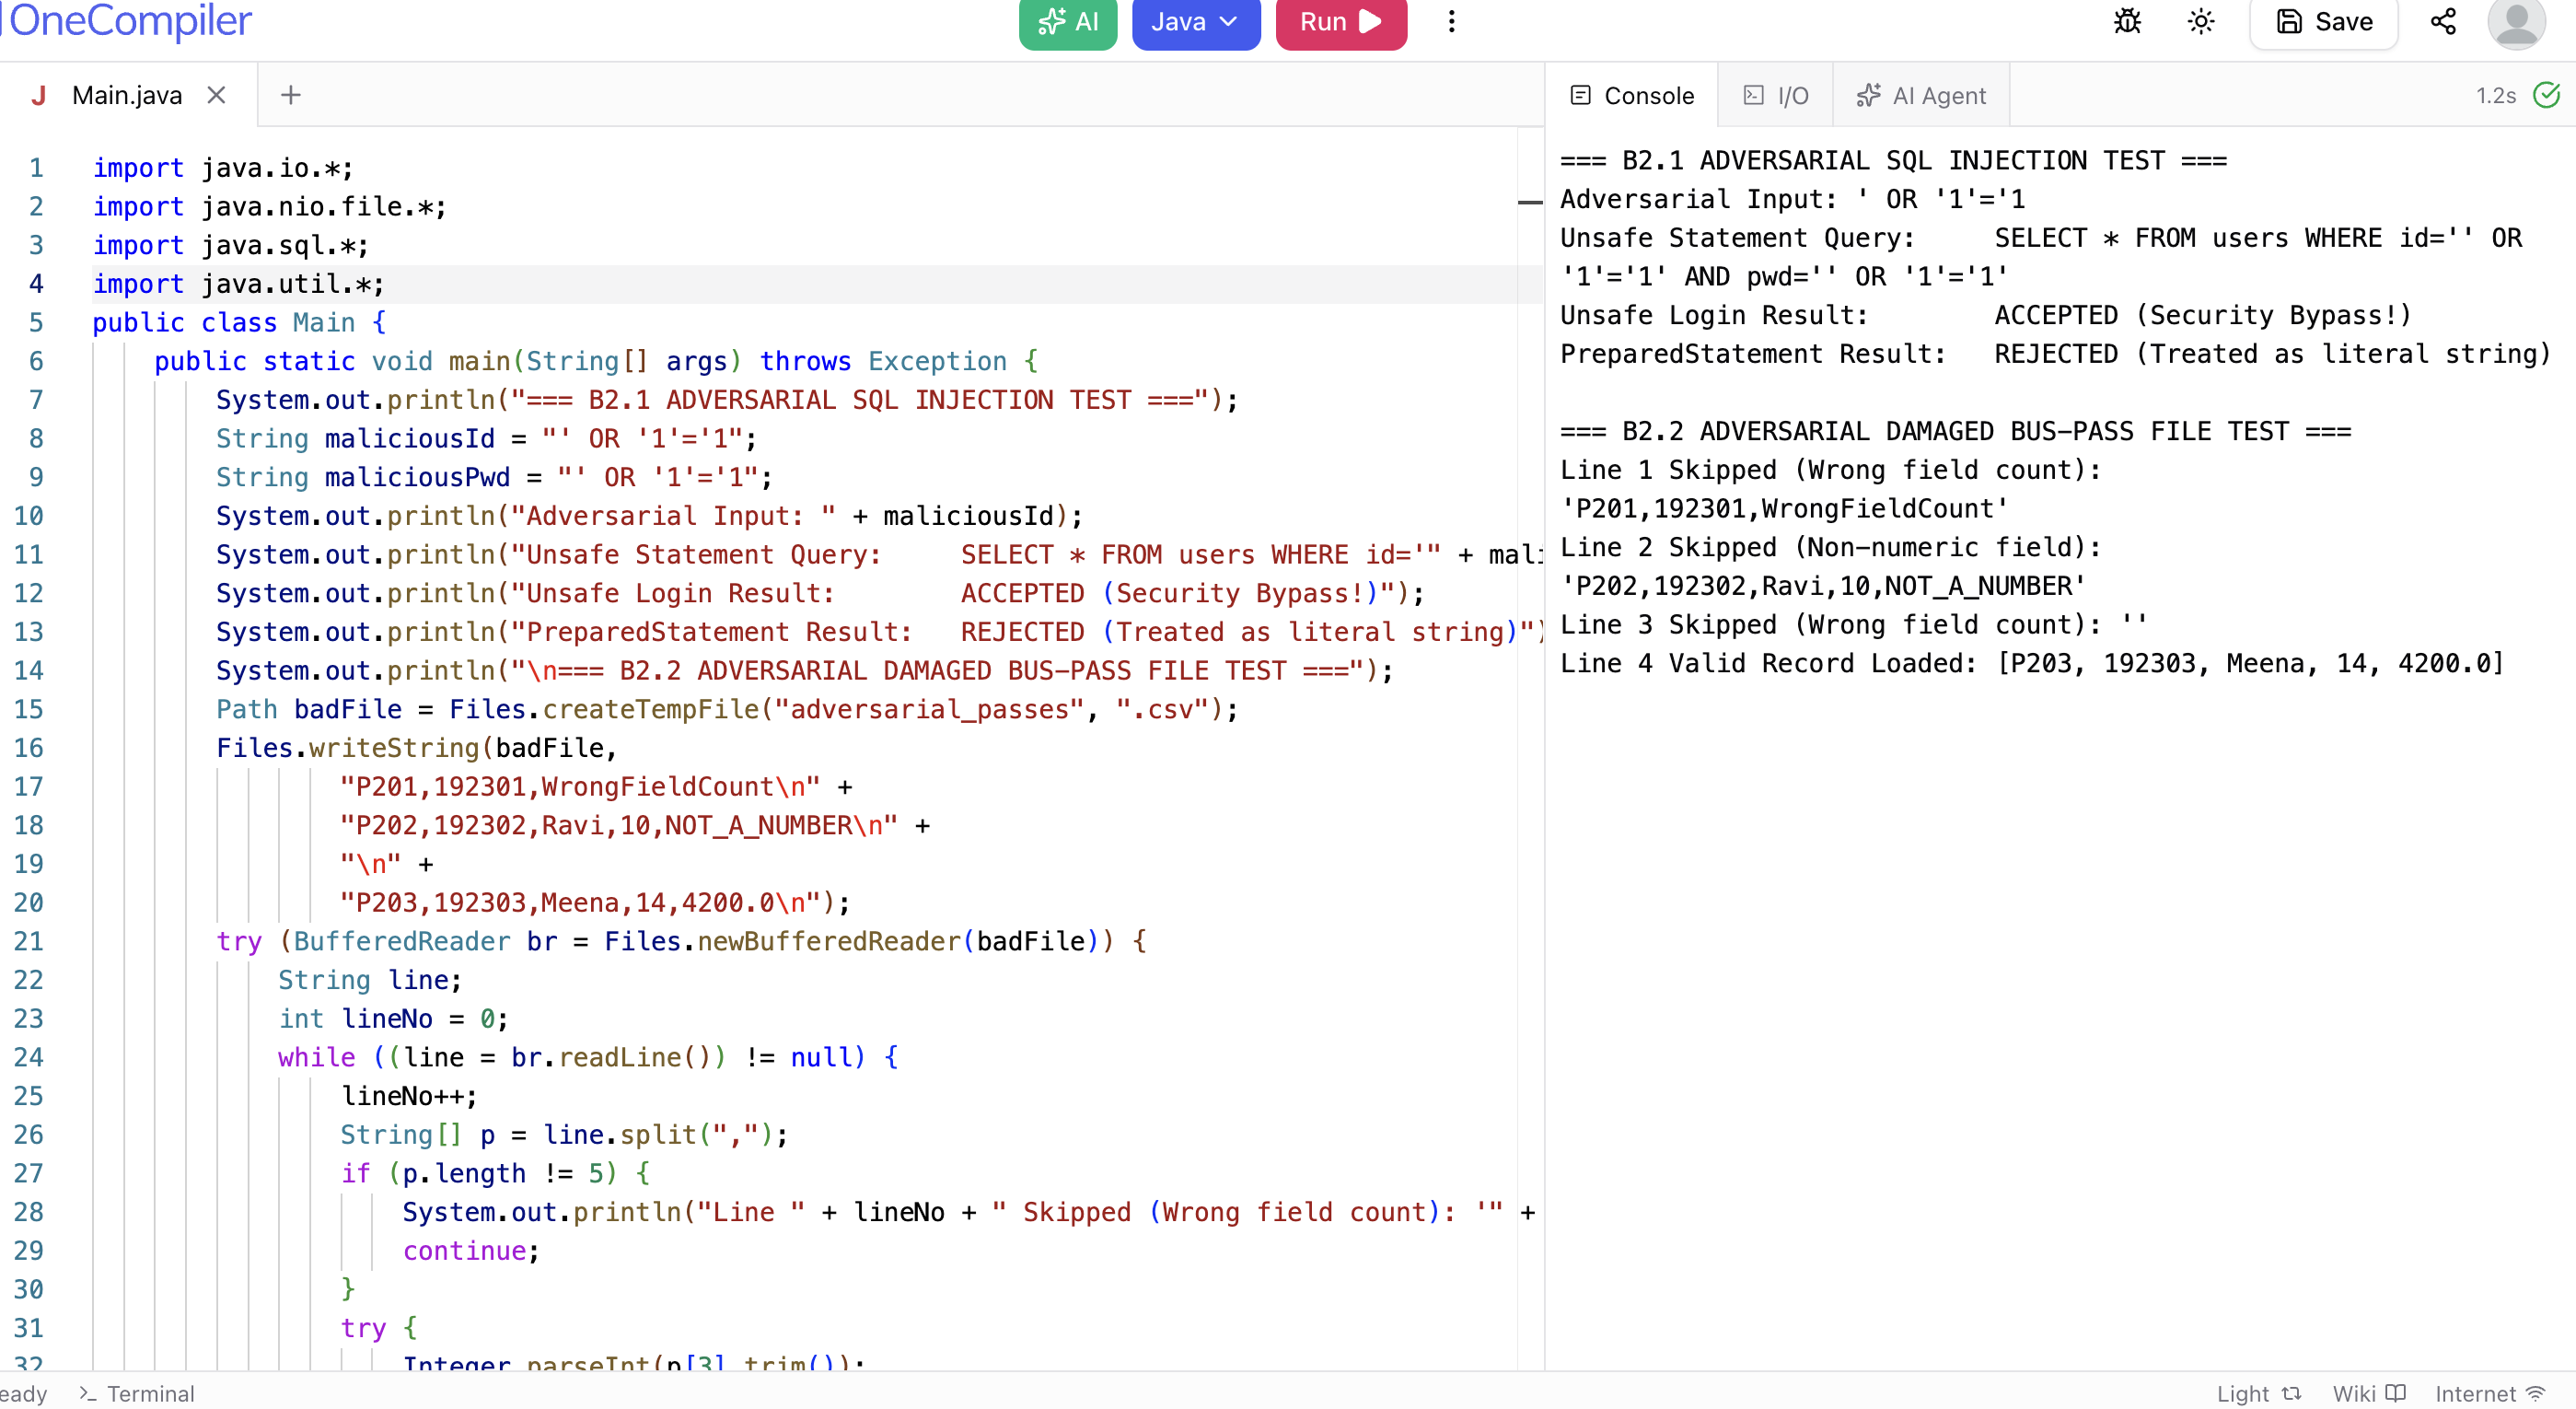 OneCompiler
AI
Java
Run
Save
J Main.java
+
Console
I/O
AI Agent
1.2s
1 import java.io.*;
2 import java.nio.file.*;
3 import java.sql.*;
4 import java.util.*;
5 public class Main {
6 public static void main(String[] args) throws Exception {
7 System.out.println("=== B2.1 ADVERSARIAL SQL INJECTION TEST ===");
8 String maliciousId = "' OR '1'='1";
9 String maliciousPwd = "' OR '1'='1";
10 System.out.println("Adversarial Input: " + maliciousId);
11 System.out.println("Unsafe Statement Query:     SELECT * FROM users WHERE id='" + mali
12 System.out.println("Unsafe Login Result:        ACCEPTED (Security Bypass!)");
13 System.out.println("PreparedStatement Result:   REJECTED (Treated as literal string)")
14 System.out.println("\n=== B2.2 ADVERSARIAL DAMAGED BUS-PASS FILE TEST ===");
15 Path badFile = Files.createTempFile("adversarial_passes", ".csv");
16 Files.writeString(badFile,
17 "P201,192301,WrongFieldCount\n" +
18 "P202,192302,Ravi,10,NOT_A_NUMBER\n" +
19 "\n" +
20 "P203,192303,Meena,14,4200.0\n");
21 try (BufferedReader br = Files.newBufferedReader(badFile)) {
22 String line;
23 int lineNo = 0;
24 while ((line = br.readLine()) != null) {
25 lineNo++;
26 String[] p = line.split(",");
27 if (p.length != 5) {
28 System.out.println("Line " + lineNo + " Skipped (Wrong field count): '" +
29 continue;
30 }
31 try {
32 Integer.parseInt(p[3].trim());
=== B2.1 ADVERSARIAL SQL INJECTION TEST ===
Adversarial Input: ' OR '1'='1
Unsafe Statement Query:     SELECT * FROM users WHERE id='' OR
'1'='1' AND pwd='' OR '1'='1'
Unsafe Login Result:        ACCEPTED (Security Bypass!)
PreparedStatement Result:   REJECTED (Treated as literal string)
=== B2.2 ADVERSARIAL DAMAGED BUS-PASS FILE TEST ===
Line 1 Skipped (Wrong field count):
'P201,192301,WrongFieldCount'
Line 2 Skipped (Non-numeric field):
'P202,192302,Ravi,10,NOT_A_NUMBER'
Line 3 Skipped (Wrong field count): ''
Line 4 Valid Record Loaded: [P203, 192303, Meena, 14, 4200.0]
eady
Terminal
Light
Wiki
Internet